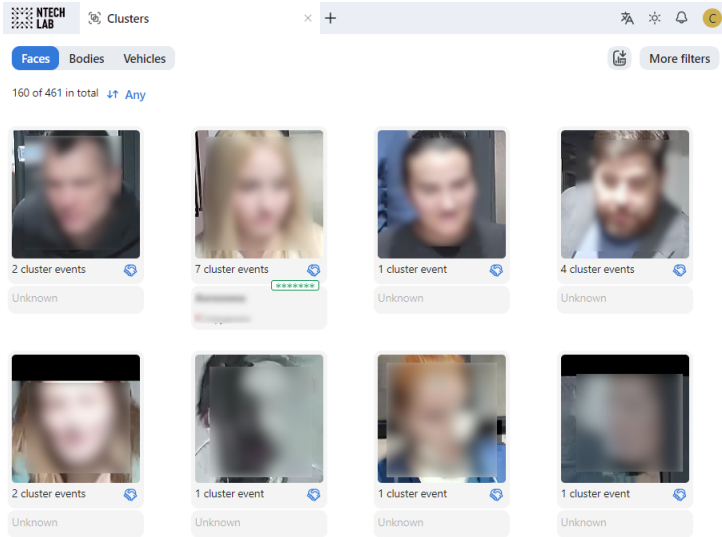 NTECH
LAB
Clusters
Faces
Bodies
Vehicles
More filters
160 of 461 in total
Any
2 cluster events
7 cluster events
1 cluster event
4 cluster events
*******
Unknown
Unknown
Unknown
2 cluster events
1 cluster event
1 cluster event
1 cluster event
Unknown
Unknown
Unknown
Unknown